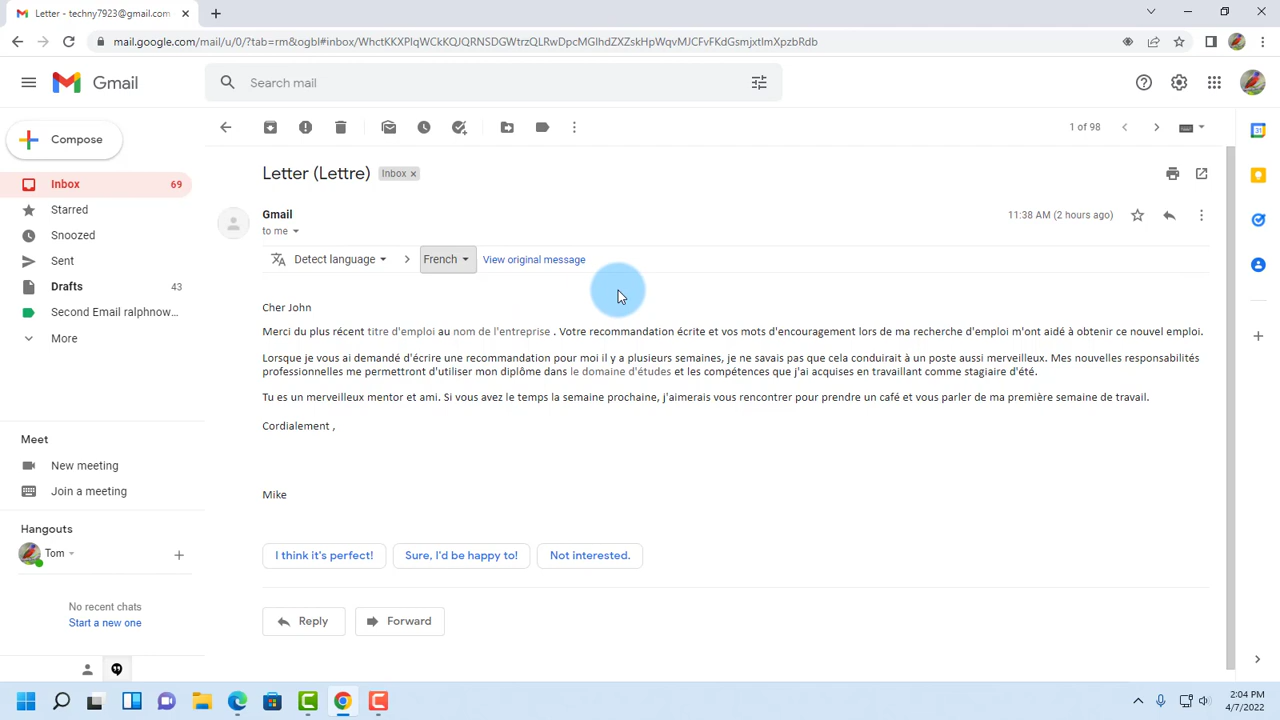 Letter - techny7923@gmail.com
mail.google.com/mail/u/0/?tab=rm&ogbl#inbox/WhctKKXPlqWCkKQJQRNSDGWtrzQLRwDpcMGlhdZXZskHpWqvMJCFvFKdGsmjxtlmXpzbRdb
Gmail
Search mail
Compose
1 of 98
Inbox 69
Starred
Snoozed
Sent
Drafts 43
Second Email ralphnow...
More
Letter (Lettre) Inbox ×
Gmail
11:38 AM (2 hours ago)
to me
Detect language > French View original message
Cher John
Merci du plus récent titre d'emploi au nom de l'entreprise . Votre recommandation écrite et vos mots d'encouragement lors de ma recherche d'emploi m'ont aidé à obtenir ce nouvel emploi.
Lorsque je vous ai demandé d'écrire une recommandation pour moi il y a plusieurs semaines, je ne savais pas que cela conduirait à un poste aussi merveilleux. Mes nouvelles responsabilités
professionnelles me permettront d'utiliser mon diplôme dans le domaine d'études et les compétences que j'ai acquises en travaillant comme stagiaire d'été.
Tu es un merveilleux mentor et ami. Si vous avez le temps la semaine prochaine, j'aimerais vous rencontrer pour prendre un café et vous parler de ma première semaine de travail.
Cordialement ,
Mike
I think it's perfect! Sure, I'd be happy to! Not interested.
Reply Forward
Meet
New meeting
Join a meeting
Hangouts
Tom
No recent chats
Start a new one
31
2:04 PM
4/7/2022